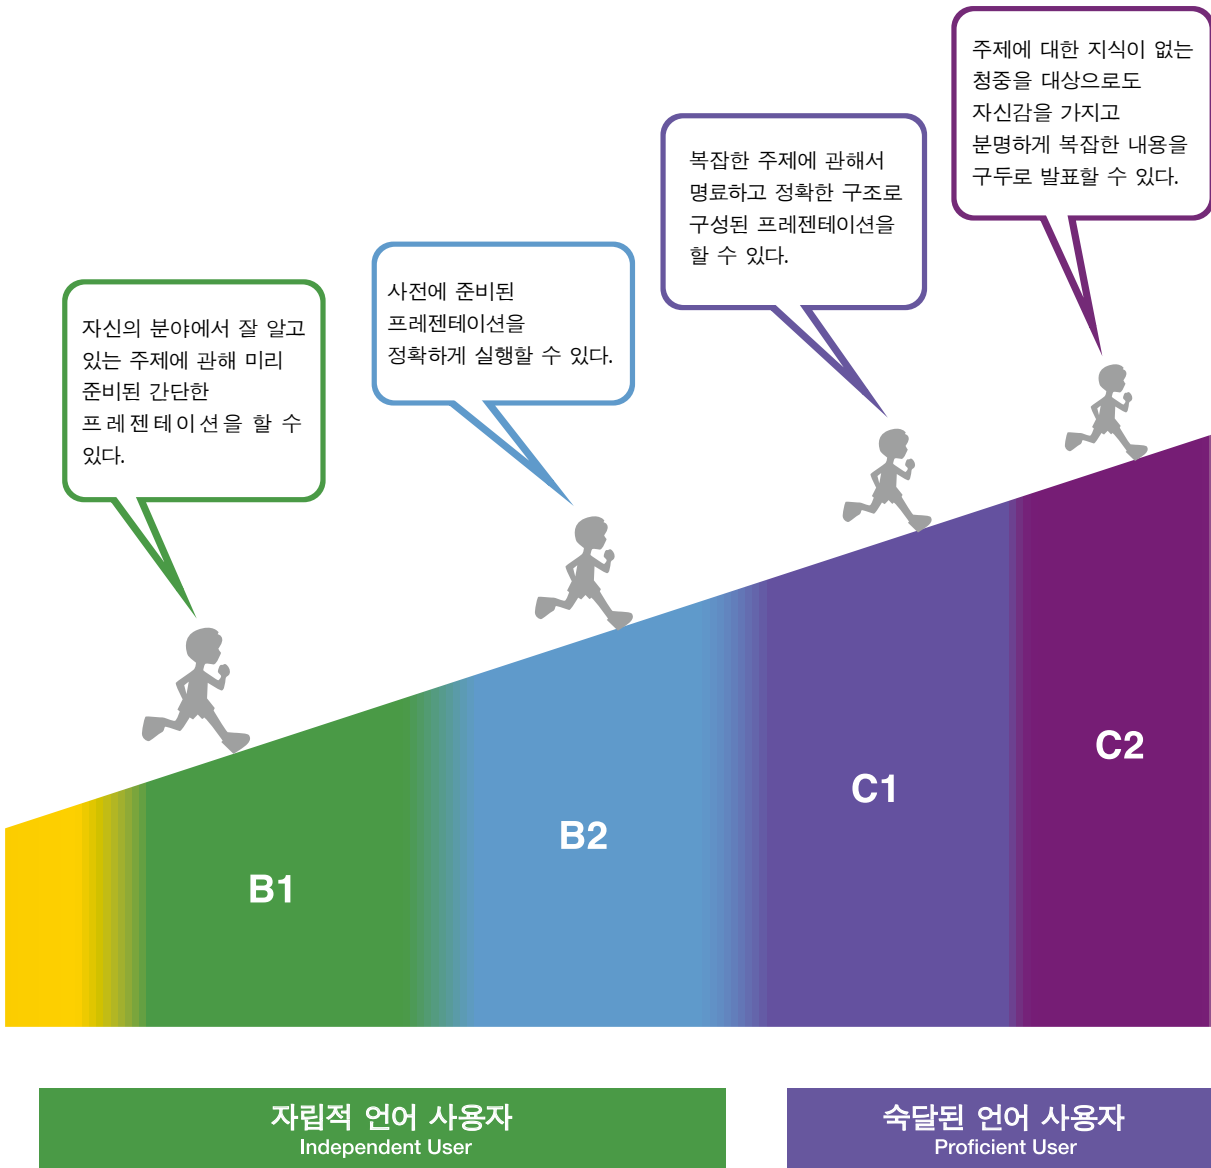 주제에 대한 지식이 없는
청중을 대상으로도
자신감을 가지고
분명하게 복잡한 내용을
구두로 발표할 수 있다.
복잡한 주제에 관해서
명료하고 정확한 구조로
구성된 프레젠테이션을
할 수 있다.
사전에 준비된
프레젠테이션을
정확하게 실행할 수 있다.
자신의 분야에서 잘 알고
있는 주제에 관해 미리
준비된 간단한
프레젠테이션을 할 수
있다.
B1
B2
C1
C2
자립적 언어 사용자
Independent User
숙달된 언어 사용자
Proficient User